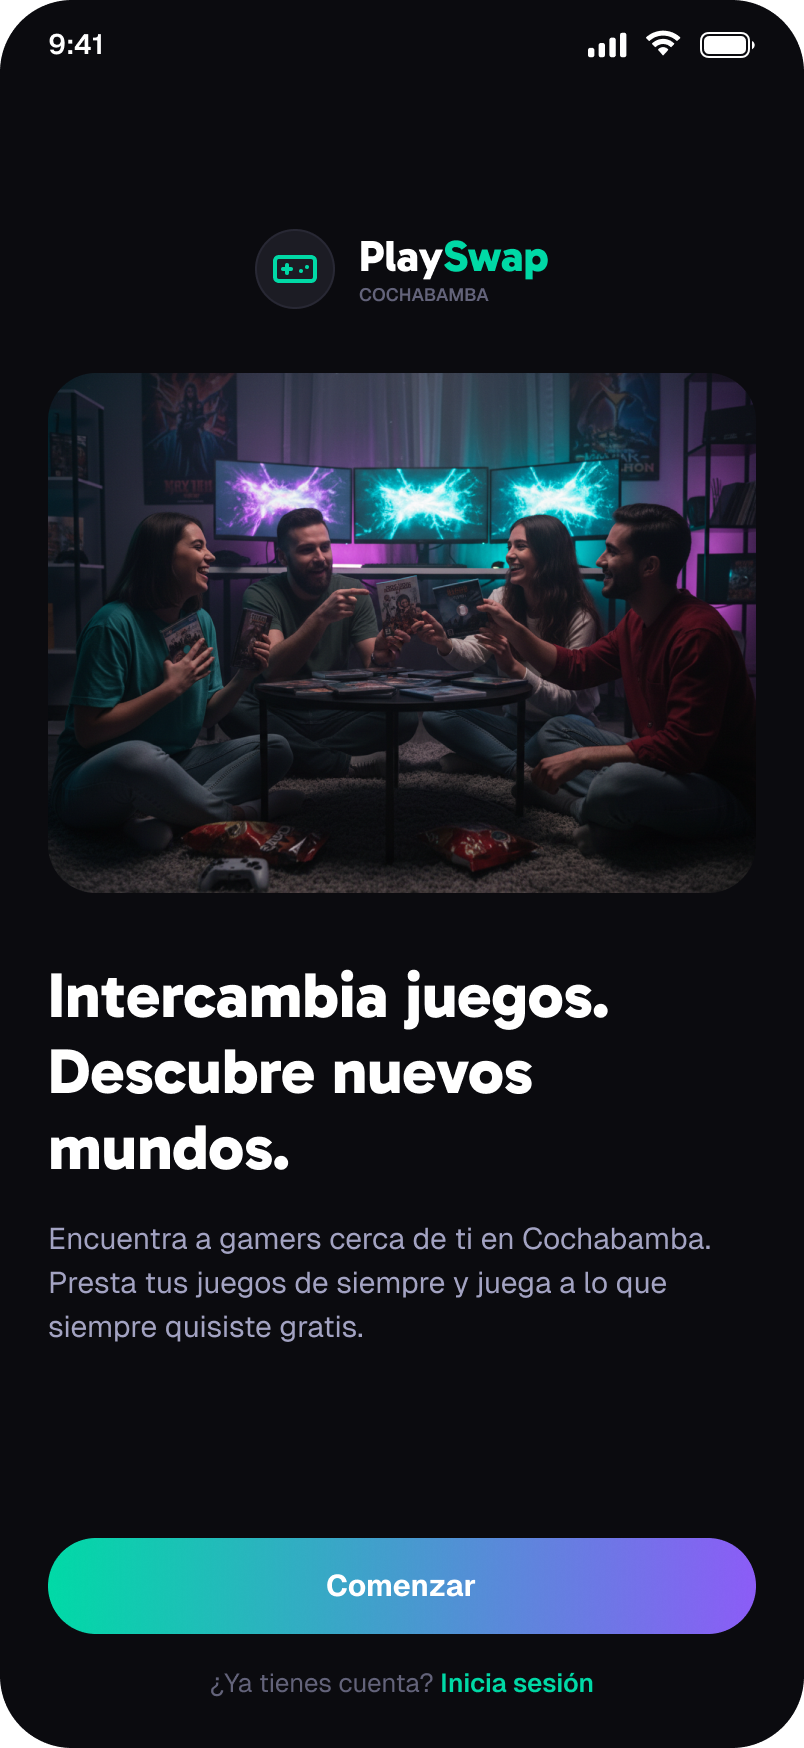 9:41
PlaySwap
COCHABAMBA
Intercambia juegos.
Descubre nuevos
mundos.
Encuentra a gamers cerca de ti en Cochabamba.
Presta tus juegos de siempre y juega a lo que
siempre quisiste gratis.
Comenzar
¿Ya tienes cuenta? Inicia sesión